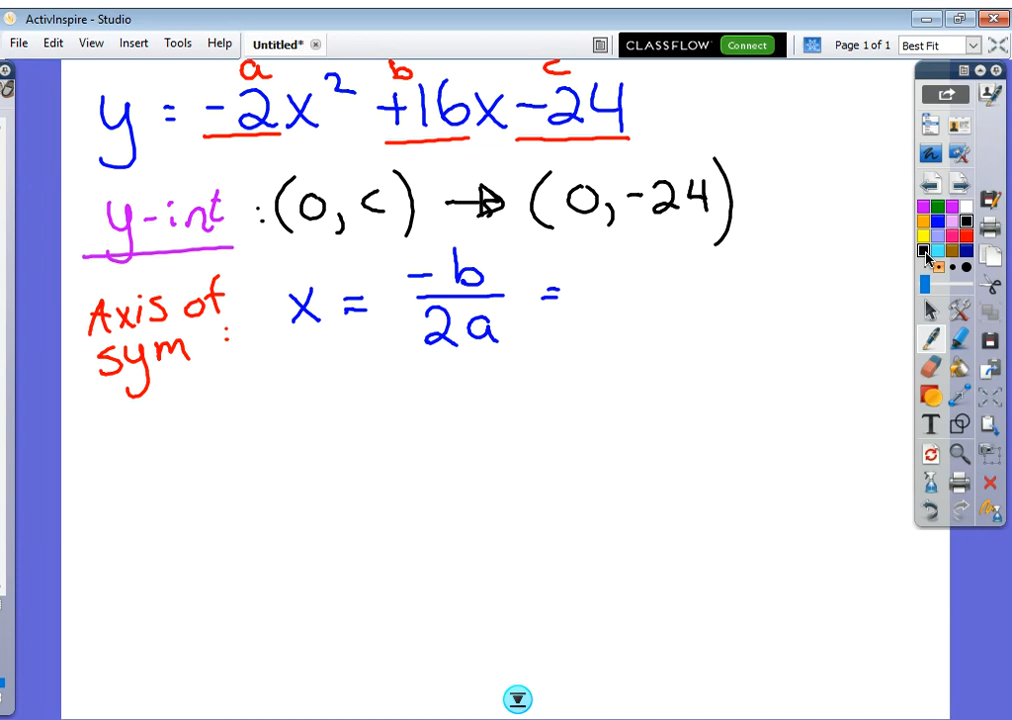 ActivInspire - Studio
File Edit View Insert Tools Help Untitled* CLASSFLOW Connect Page 1 of 1 Best Fit
a b c
y = -2x² +16x -24
y-int : (0, c) → (0, -24)
Axis of sym : x = -b/2a =
T